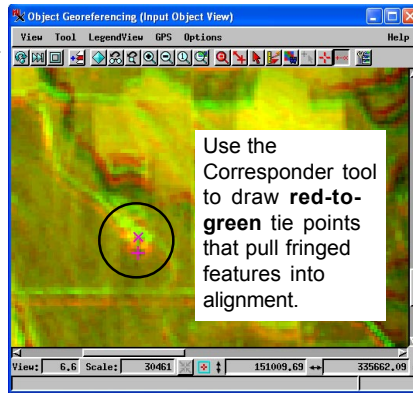 Object Georeferencing (Input Object View)
View Tool LegendView GPS Options Help
Use the
Corresponder tool
to draw red-to-
green tie points
that pull fringed
features into
alignment.
View: 6.6 Scale: 30461 151009.69 335662.09